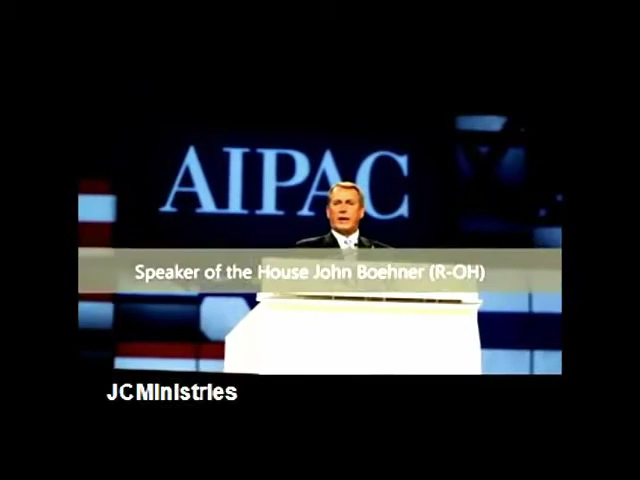 AIPAC
Speaker of the House John Boehner (R-OH)
JCMinistries